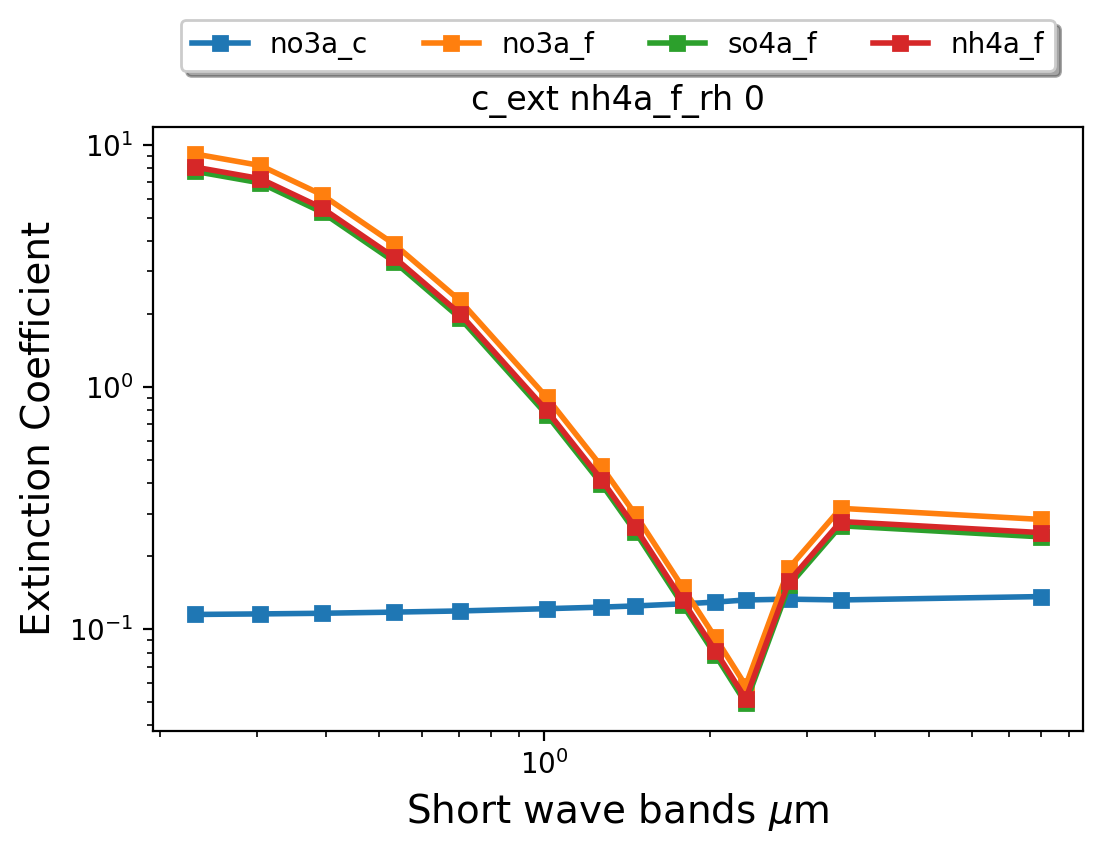 no3a_c no3a_f so4a_f nh4a_f
c_ext nh4a_f_rh 0
10¹
10⁰
10⁻¹
Extinction Coefficient
10⁰
Short wave bands μm